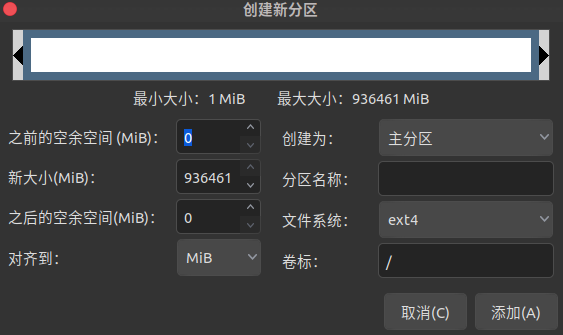 创建新分区
最小大小：1 MiB 最大大小：936461 MiB
之前的空余空间 (MiB)： 0 创建为： 主分区
新大小(MiB)： 936461 分区名称：
之后的空余空间(MiB)： 0 文件系统： ext4
对齐到： MiB 卷标： /
取消(C) 添加(A)